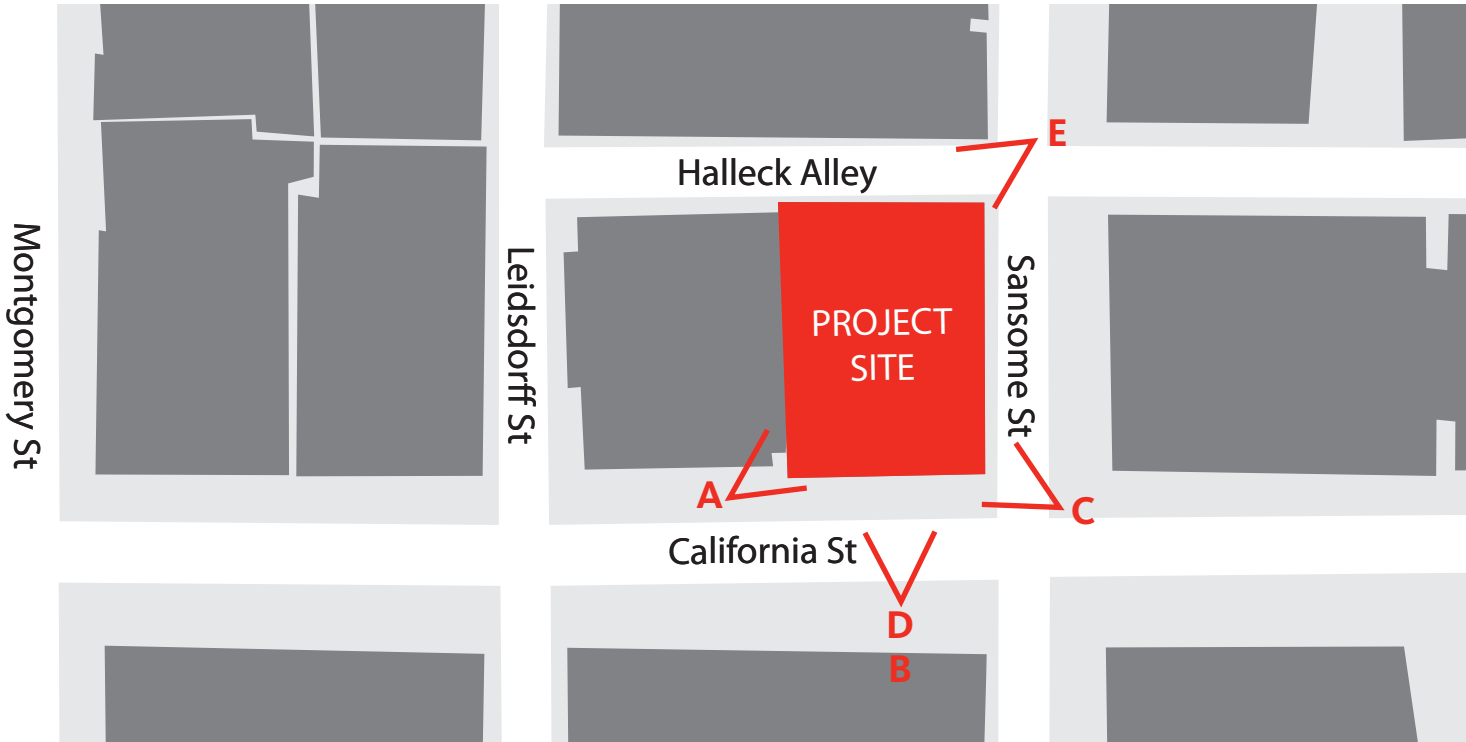 E
Halleck Alley
Montgomery St
Leidsdorff St
Sansome St
PROJECT
SITE
A
C
California St
D
B